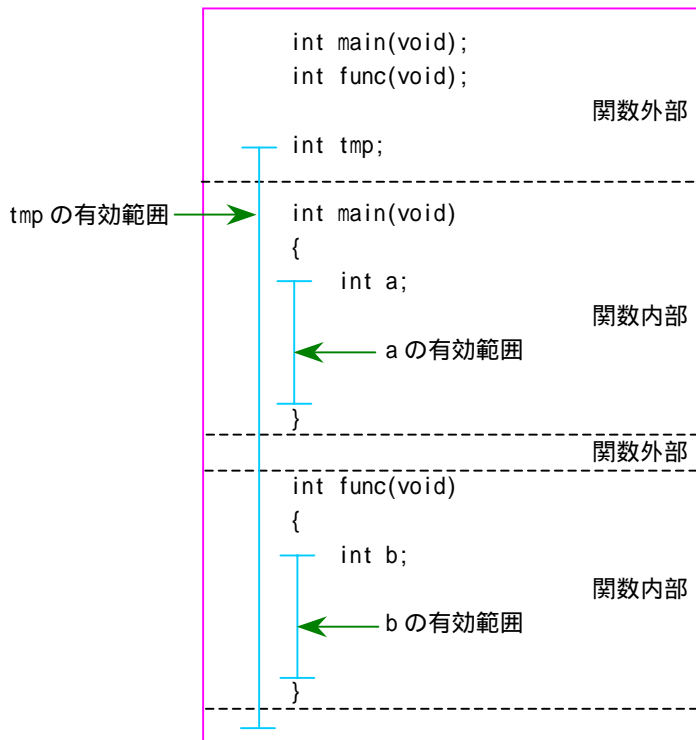 int main(void);
int func(void);
関数外部
int tmp;
tmp の有効範囲
int main(void)
{
int a;
関数内部
a の有効範囲
}
関数外部
int func(void)
{
int b;
関数内部
b の有効範囲
}